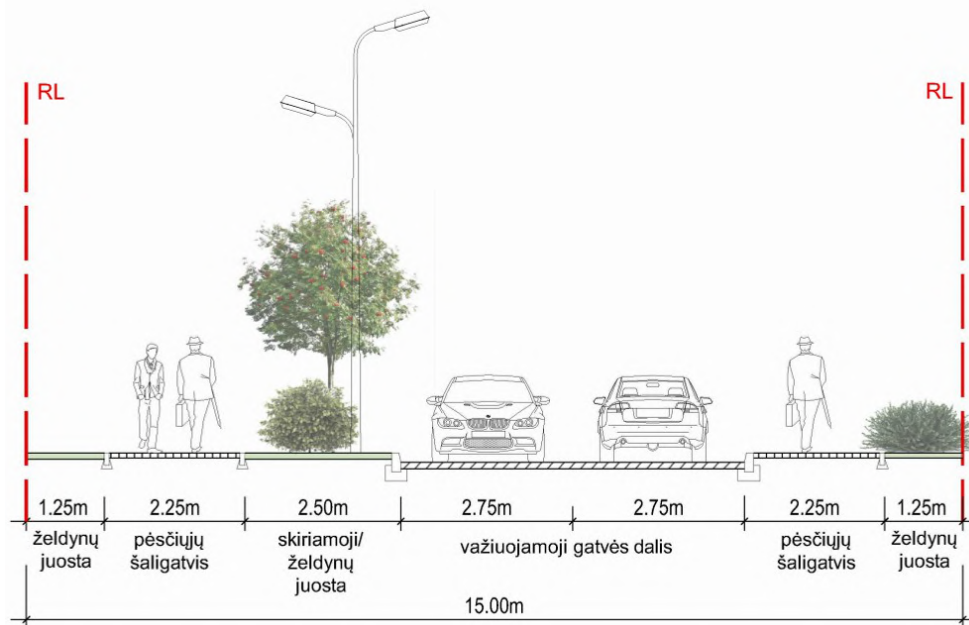 RL
RL
1.25m
2.25m
2.50m
2.75m
2.75m
2.25m
1.25m
želdynų
juosta
pėsčiųjų
šaligatvis
skiriamoji/
želdynų
juosta
važiuojamoji gatvės dalis
pėsčiųjų
šaligatvis
želdynų
juosta
15.00m